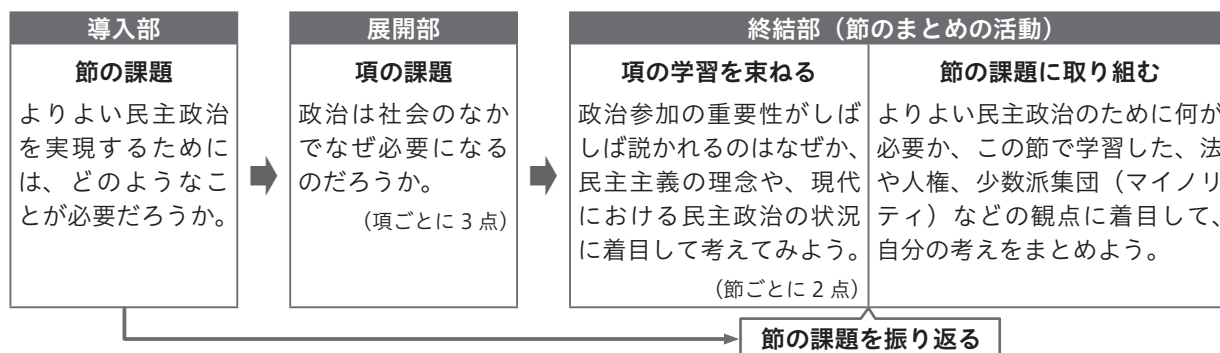 導入部
節の課題
よりよい民主政治
を実現するために
は、どのようなこ
とが必要だろうか。
展開部
項の課題
政治は社会のなか
でなぜ必要になる
のだろうか。
（項ごとに3点）
終結部（節のまとめの活動）
項の学習を束ねる
政治参加の重要性がしば
しば説かれるのはなぜか、
民主主義の理念や、現代
における民主政治の状況
に着目して考えてみよう。
（節ごとに2点）
節の課題に取り組む
よりよい民主政治のために何が
必要か、この節で学習した、法
や人権、少数派集団（マイノリ
ティ）などの観点に着目して、
自分の考えをまとめよう。
節の課題を振り返る